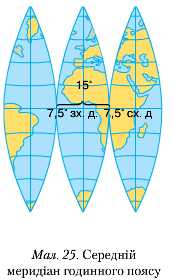 15°
7,5° зх. д. 7,5° сх. д
Мал. 25. Середній
меридіан годинного поясу